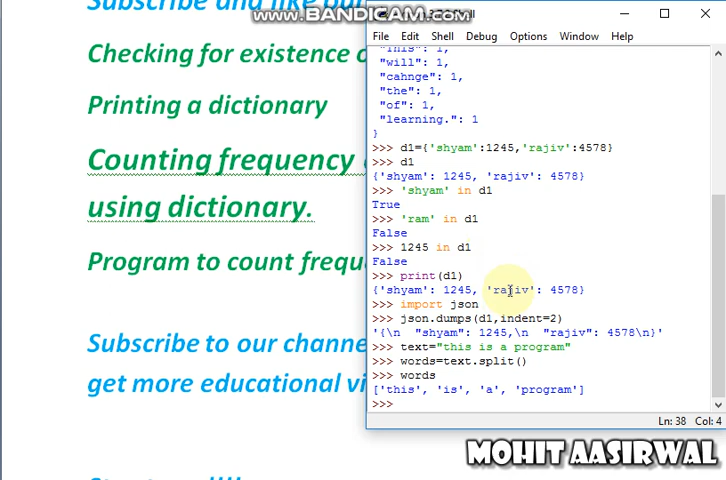 Subscribe and like our
Checking for existence o
Printing a dictionary
Counting frequency
using dictionary.
Program to count frequ
Subscribe to our channe
get more educational vi
www.BANDICAM.com
File Edit Shell Debug Options Window Help
"This": 1,
"will": 1,
"cahnge": 1,
"the": 1,
"of": 1,
"learning.": 1
}
>>> d1={'shyam':1245,'rajiv':4578}
>>> d1
{'shyam': 1245, 'rajiv': 4578}
>>> 'shyam' in d1
True
>>> 'ram' in d1
False
>>> 1245 in d1
False
>>> print(d1)
{'shyam': 1245, 'rajiv': 4578}
>>> import json
>>> json.dumps(d1,indent=2)
'{\n  "shyam": 1245,\n  "rajiv": 4578\n}'
>>> text="this is a program"
>>> words=text.split()
>>> words
['this', 'is', 'a', 'program']
>>>
Ln: 38 Col: 4
MOHIT AASIRWAL